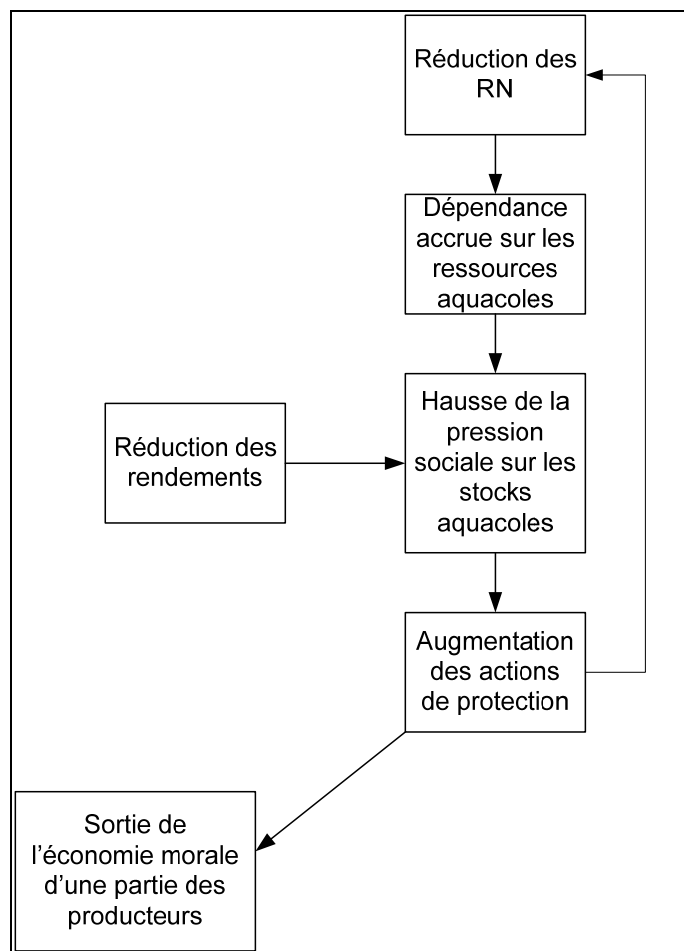 Réduction des
RN
Dépendance
accrue sur les
ressources
aquacoles
Hausse de la
pression
sociale sur les
stocks
aquacoles
Réduction des
rendements
Augmentation
des actions
de protection
Sortie de
l’économie morale
d’une partie des
producteurs